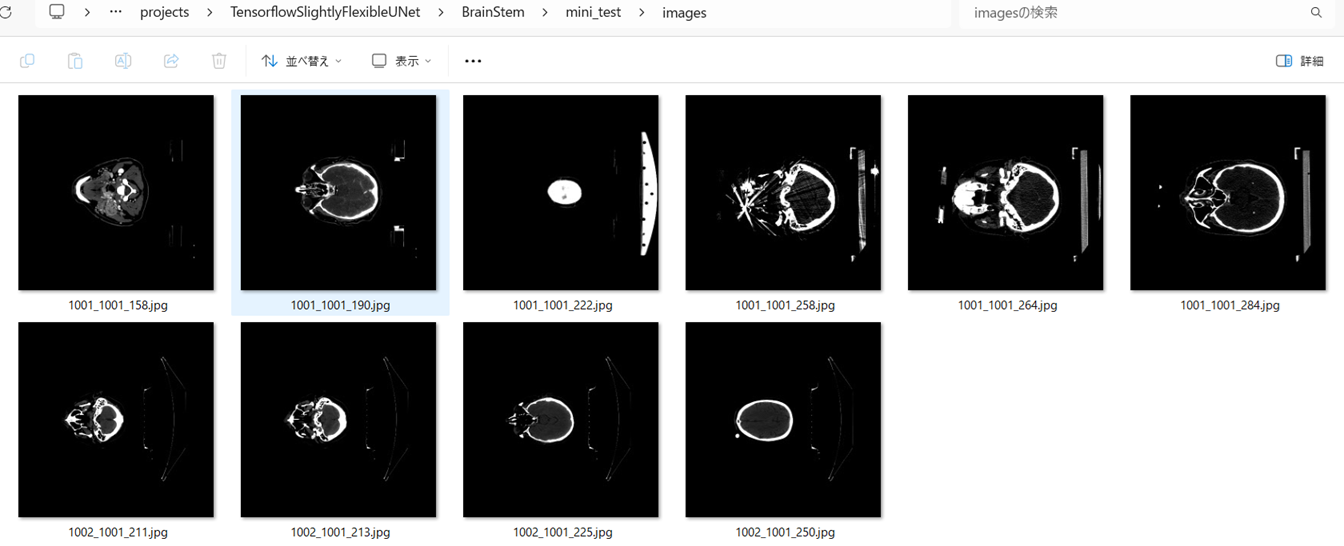 … projects > TensorflowSlightlyFlexibleUNet > BrainStem > mini_test > images
imagesの検索
並べ替え 表示 … 詳細
1001_1001_158.jpg 1001_1001_190.jpg 1001_1001_222.jpg 1001_1001_258.jpg 1001_1001_264.jpg 1001_1001_284.jpg
1002_1001_211.jpg 1002_1001_213.jpg 1002_1001_225.jpg 1002_1001_250.jpg